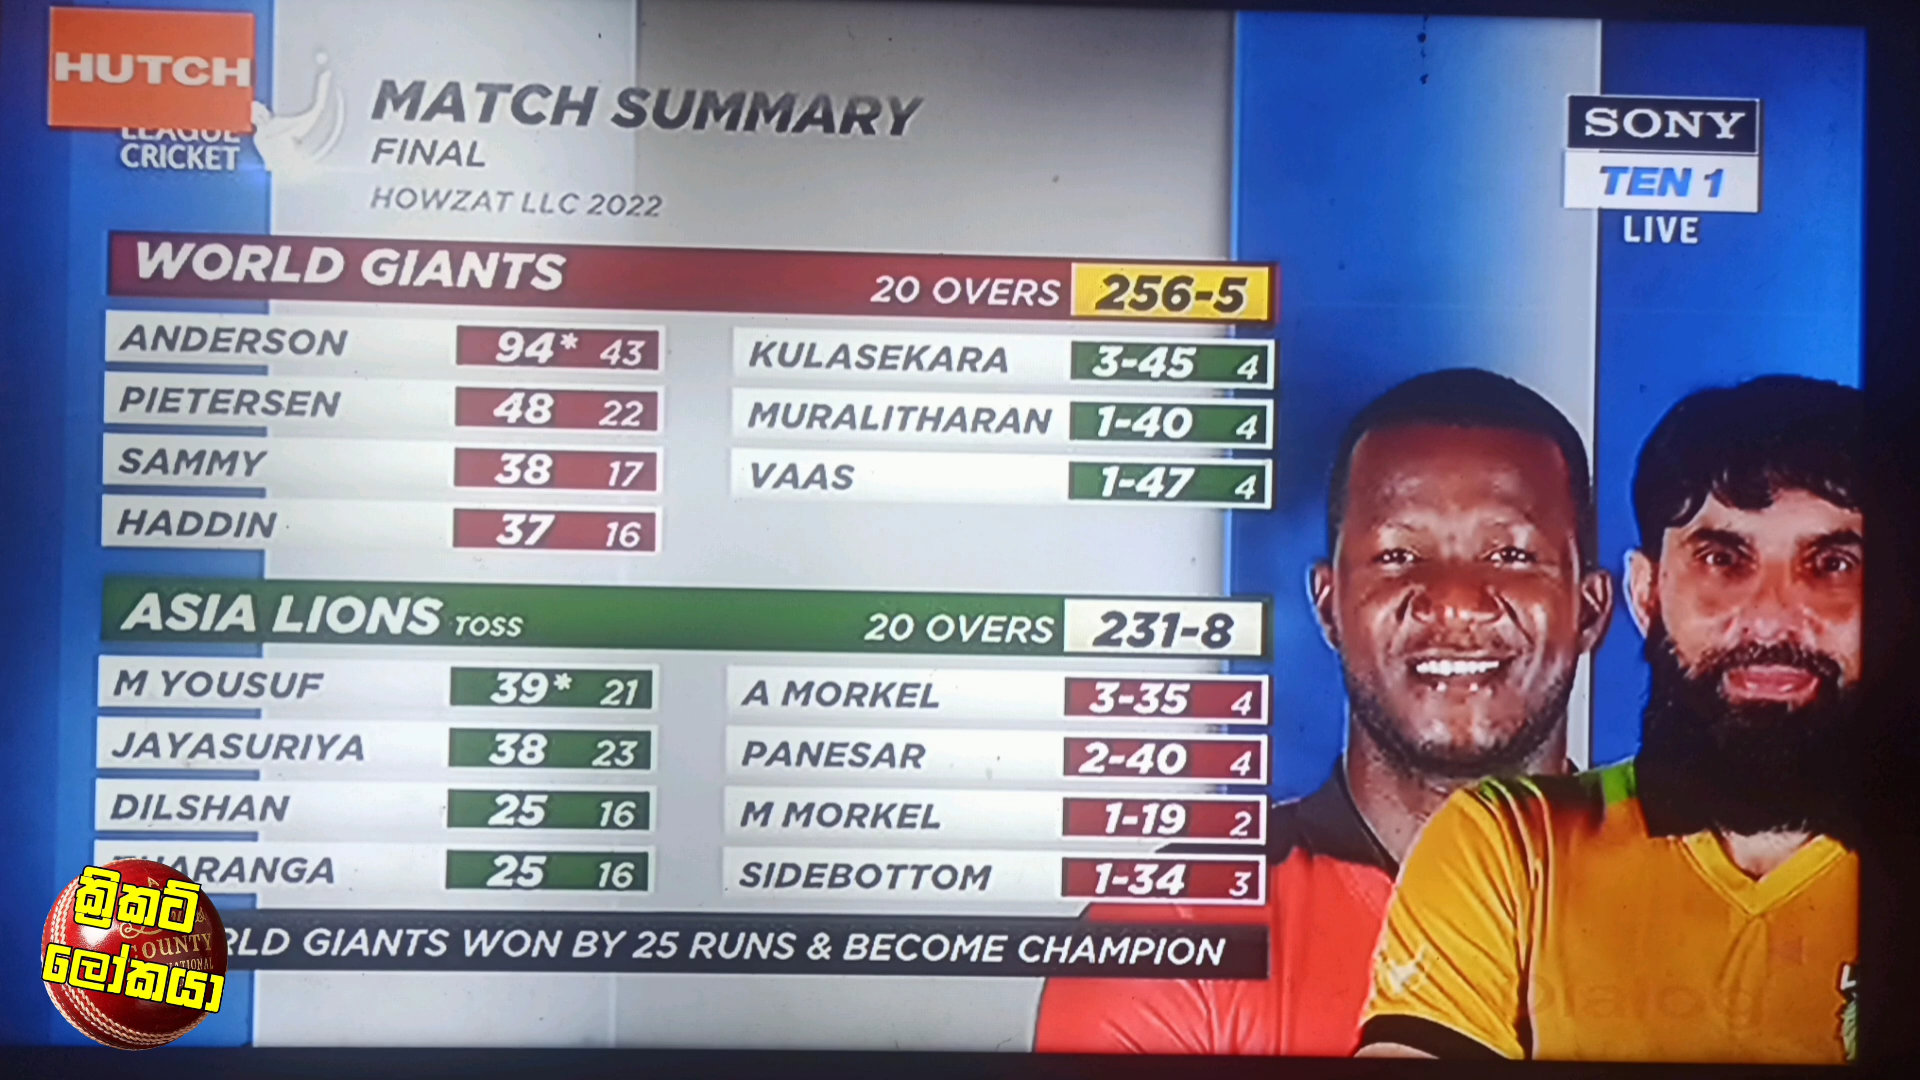 HUTCH
LEAGUE
CRICKET
MATCH SUMMARY
FINAL
HOWZAT LLC 2022
SONY
TEN 1
LIVE
WORLD GIANTS 20 OVERS 256-5
ANDERSON 94* 43 KULASEKARA 3-45 4
PIETERSEN 48 22 MURALITHARAN 1-40 4
SAMMY 38 17 VAAS 1-47 4
HADDIN 37 16
ASIA LIONS TOSS 20 OVERS 231-8
M YOUSUF 39* 21 A MORKEL 3-35 4
JAYASURIYA 38 23 PANESAR 2-40 4
DILSHAN 25 16 M MORKEL 1-19 2
THARANGA 25 16 SIDEBOTTOM 1-34 3
RLD GIANTS WON BY 25 RUNS & BECOME CHAMPION
ක්‍රිකට්
COUNTY
ලෝකයා
Dialog